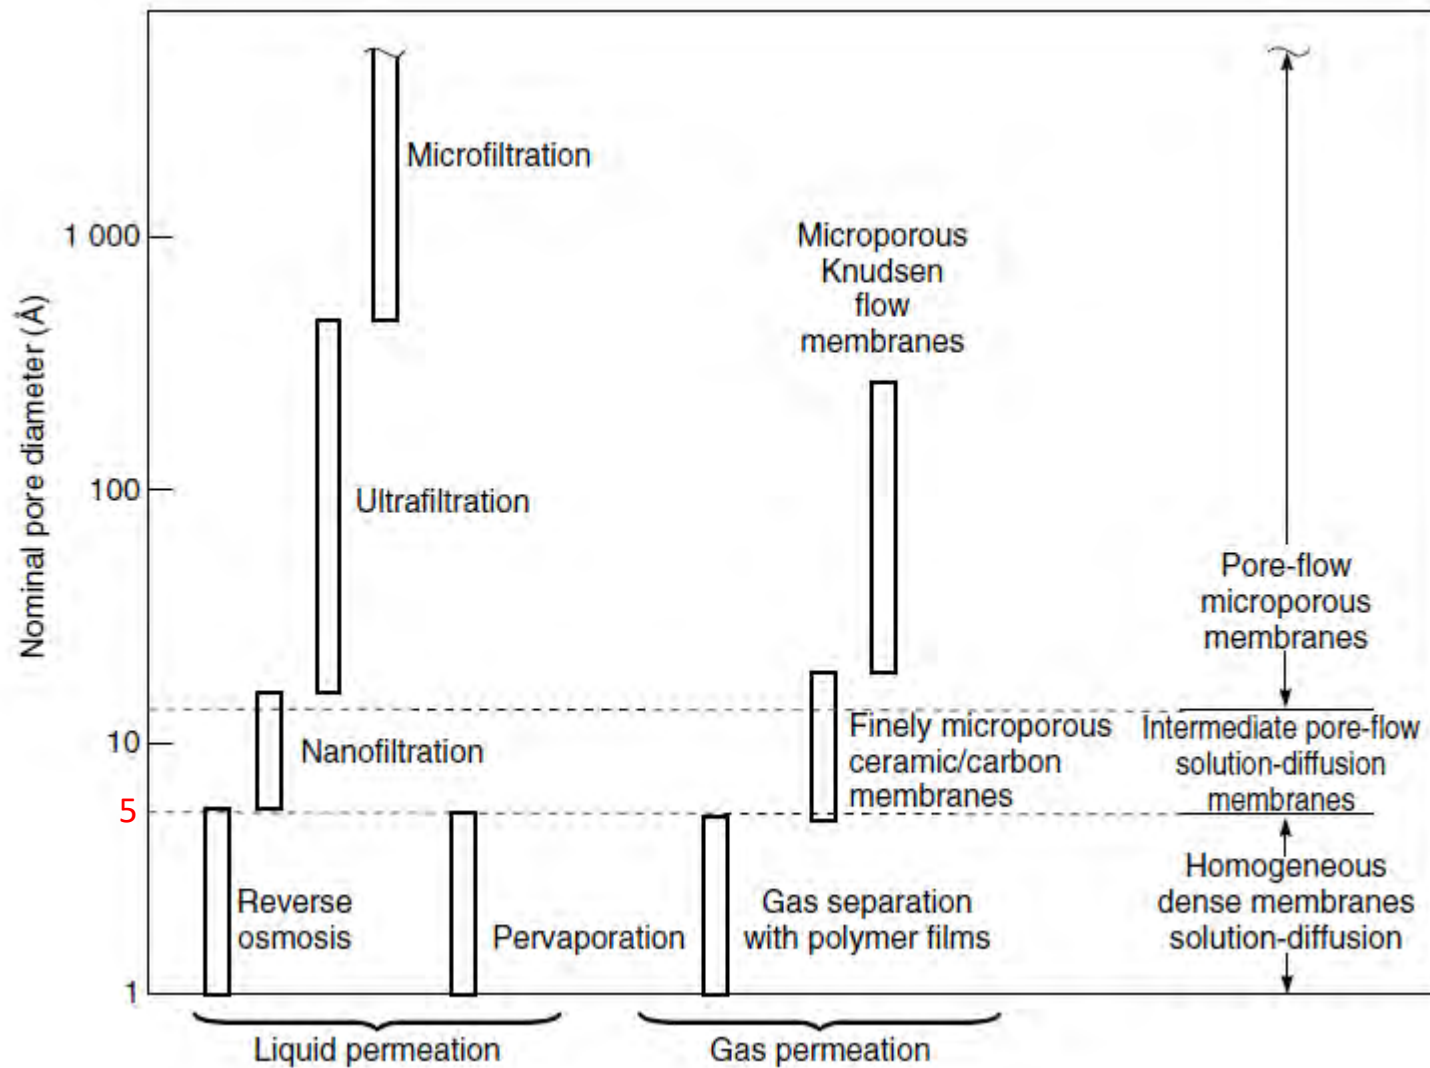 Nominal pore diameter (Å)
1 000
100
10
5
1
Microfiltration
Ultrafiltration
Nanofiltration
Reverse
osmosis
Pervaporation
Microporous
Knudsen
flow
membranes
Finely microporous
ceramic/carbon
membranes
Gas separation
with polymer films
Pore-flow
microporous
membranes
Intermediate pore-flow
solution-diffusion
membranes
Homogeneous
dense membranes
solution-diffusion
Liquid permeation
Gas permeation